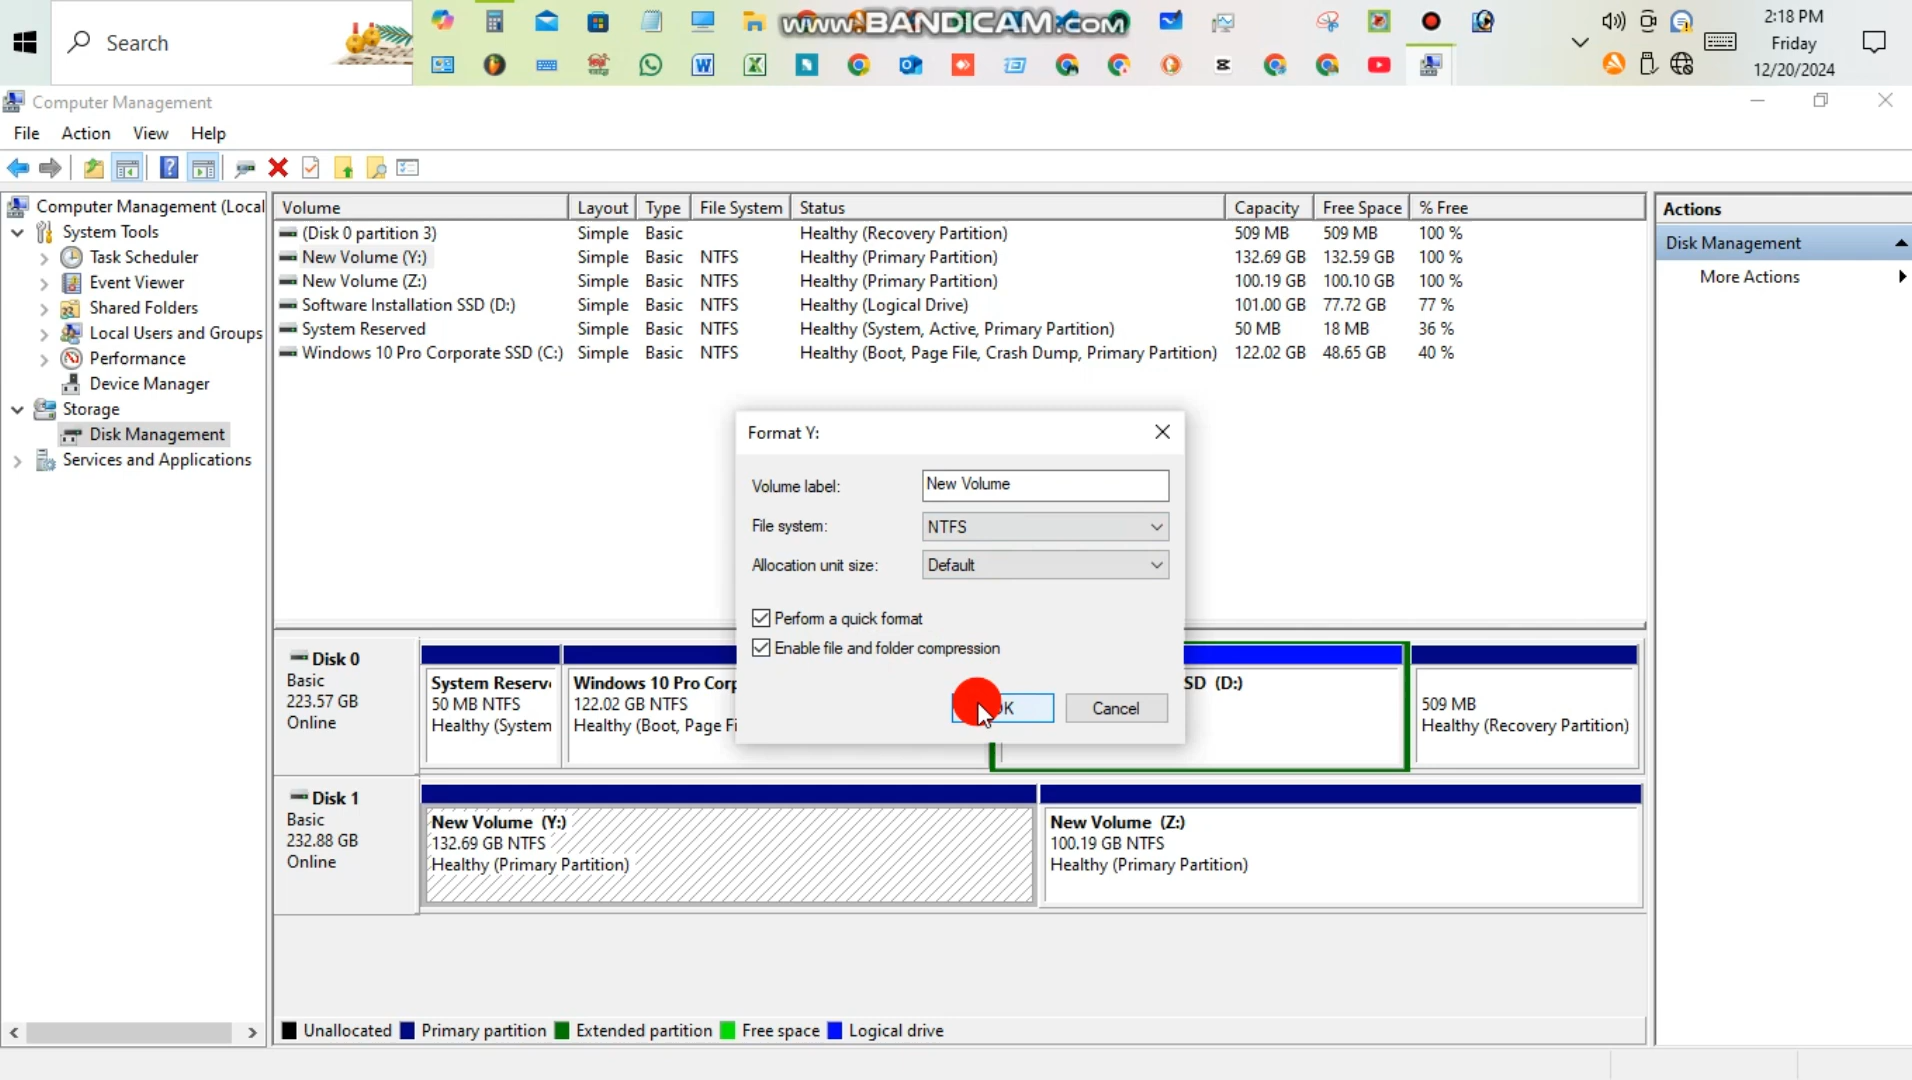 Search
www.BANDICAM.com
2:18 PM
Friday
12/20/2024
Computer Management
File Action View Help
Computer Management (Local
System Tools
Task Scheduler
Event Viewer
Shared Folders
Local Users and Groups
Performance
Device Manager
Storage
Disk Management
Services and Applications
Volume Layout Type File System Status Capacity Free Space % Free
(Disk 0 partition 3) Simple Basic Healthy (Recovery Partition) 509 MB 509 MB 100 %
New Volume (Y:) Simple Basic NTFS Healthy (Primary Partition) 132.69 GB 132.59 GB 100 %
New Volume (Z:) Simple Basic NTFS Healthy (Primary Partition) 100.19 GB 100.10 GB 100 %
Software Installation SSD (D:) Simple Basic NTFS Healthy (Logical Drive) 101.00 GB 77.72 GB 77 %
System Reserved Simple Basic NTFS Healthy (System, Active, Primary Partition) 50 MB 18 MB 36 %
Windows 10 Pro Corporate SSD (C:) Simple Basic NTFS Healthy (Boot, Page File, Crash Dump, Primary Partition) 122.02 GB 48.65 GB 40 %
Actions
Disk Management
More Actions
Format Y:
Volume label: New Volume
File system: NTFS
Allocation unit size: Default
Perform a quick format
Enable file and folder compression
Cancel
Disk 0
Basic
223.57 GB
Online
System Reserv
50 MB NTFS
Healthy (System
Windows 10 Pro Corp
122.02 GB NTFS
Healthy (Boot, Page Fi
SD (D:)
509 MB
Healthy (Recovery Partition)
Disk 1
Basic
232.88 GB
Online
New Volume (Y:)
132.69 GB NTFS
Healthy (Primary Partition)
New Volume (Z:)
100.19 GB NTFS
Healthy (Primary Partition)
Unallocated Primary partition Extended partition Free space Logical drive